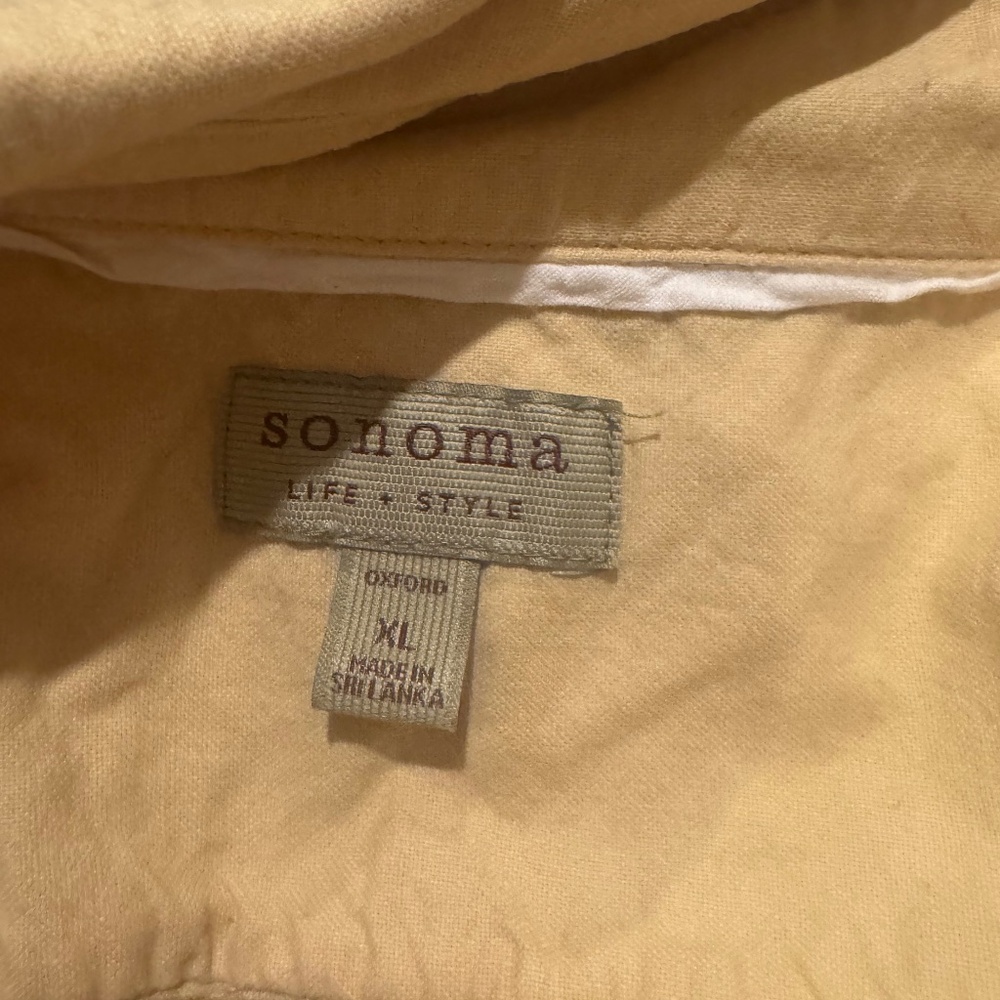 sonoma
LIFE + STYLE
OXFORD
XL
MADE IN
SRI LANKA